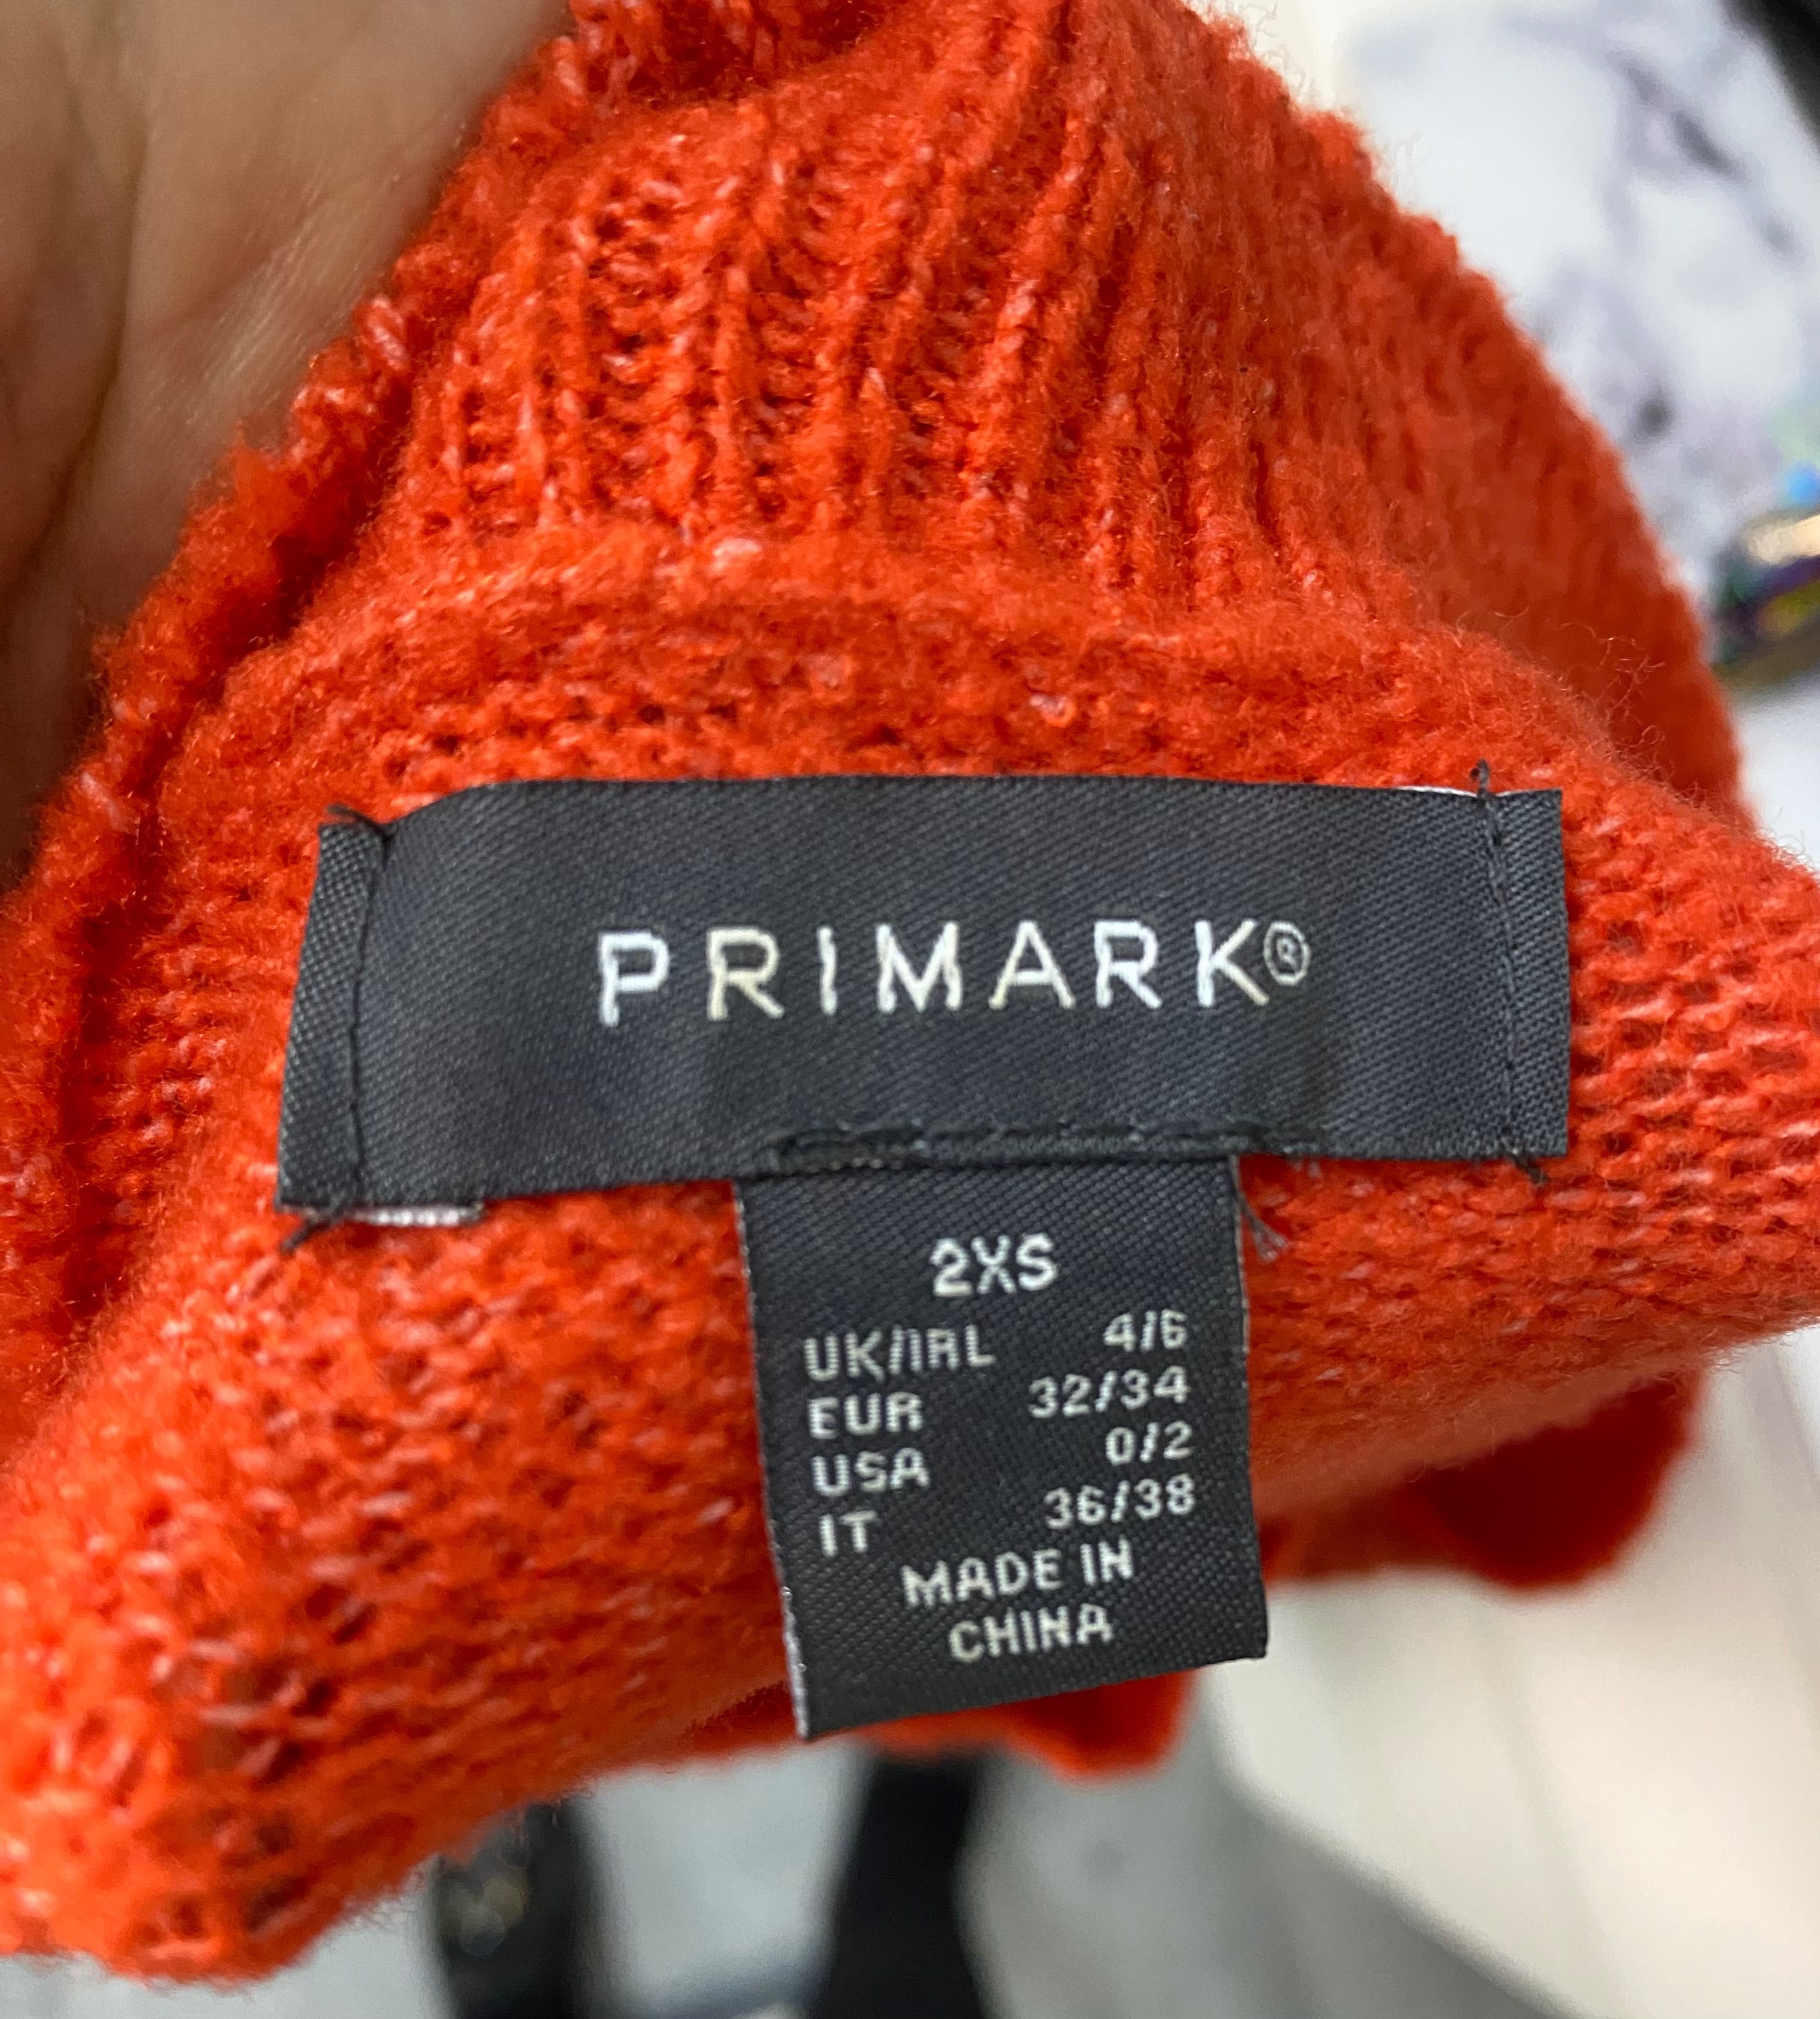 PRIMARK®
2XS
UK/IRL 4/6
EUR 32/34
USA 0/2
IT 36/38
MADE IN
CHINA